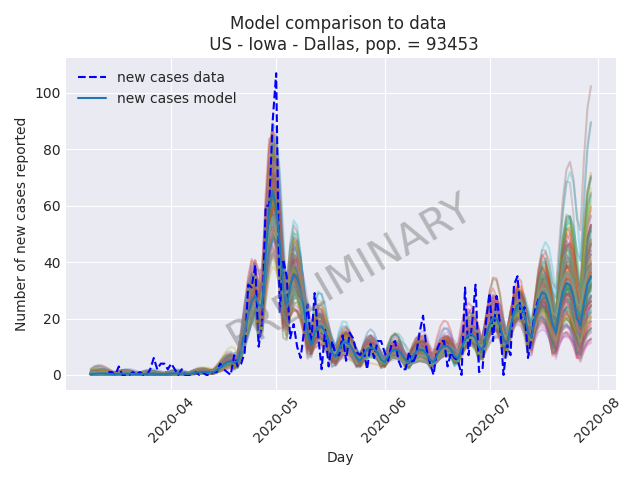 Model comparison to data
US - Iowa - Dallas, pop. = 93453
new cases data
new cases model
PRELIMINARY
Number of new cases reported
100
80
60
40
20
0
2020-04
2020-05
2020-06
2020-07
2020-08
Day